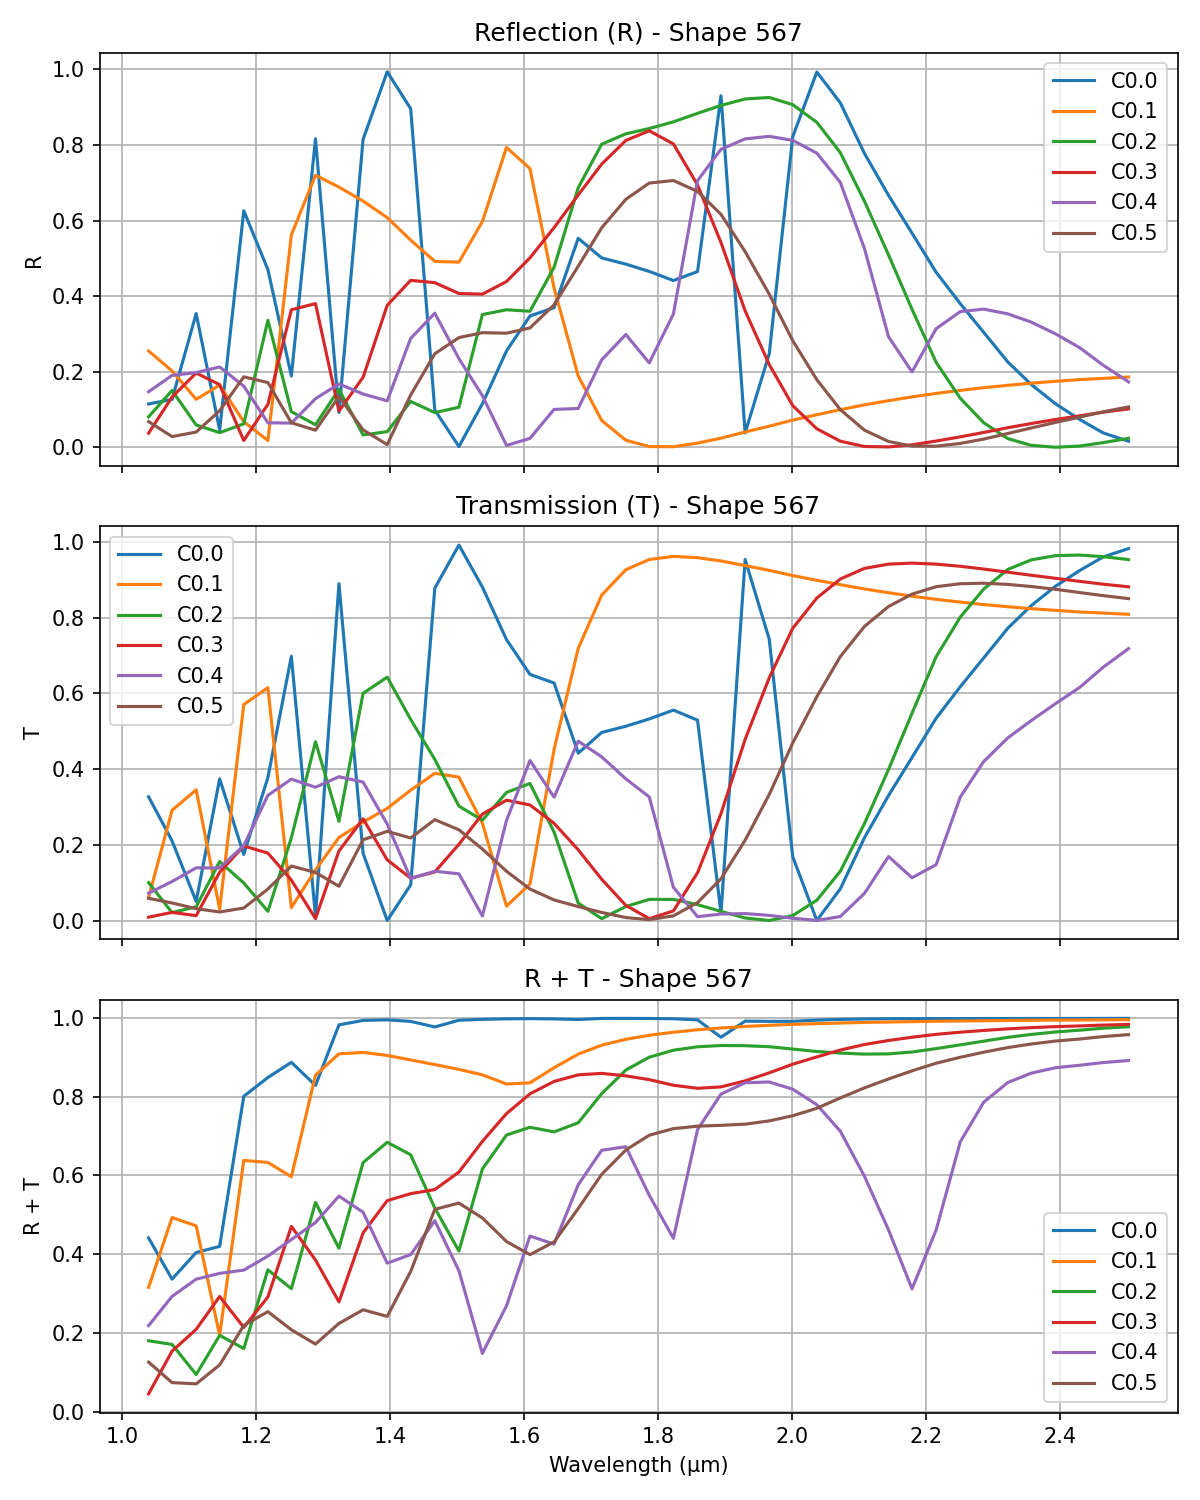 Reflection (R) - Shape 567
1.0
0.8
0.6
0.4
0.2
0.0
R
C0.0
C0.1
C0.2
C0.3
C0.4
C0.5
Transmission (T) - Shape 567
1.0
0.8
0.6
0.4
0.2
0.0
T
C0.0
C0.1
C0.2
C0.3
C0.4
C0.5
R + T - Shape 567
1.0
0.8
0.6
0.4
0.2
0.0
R + T
C0.0
C0.1
C0.2
C0.3
C0.4
C0.5
1.0 1.2 1.4 1.6 1.8 2.0 2.2 2.4
Wavelength (μm)